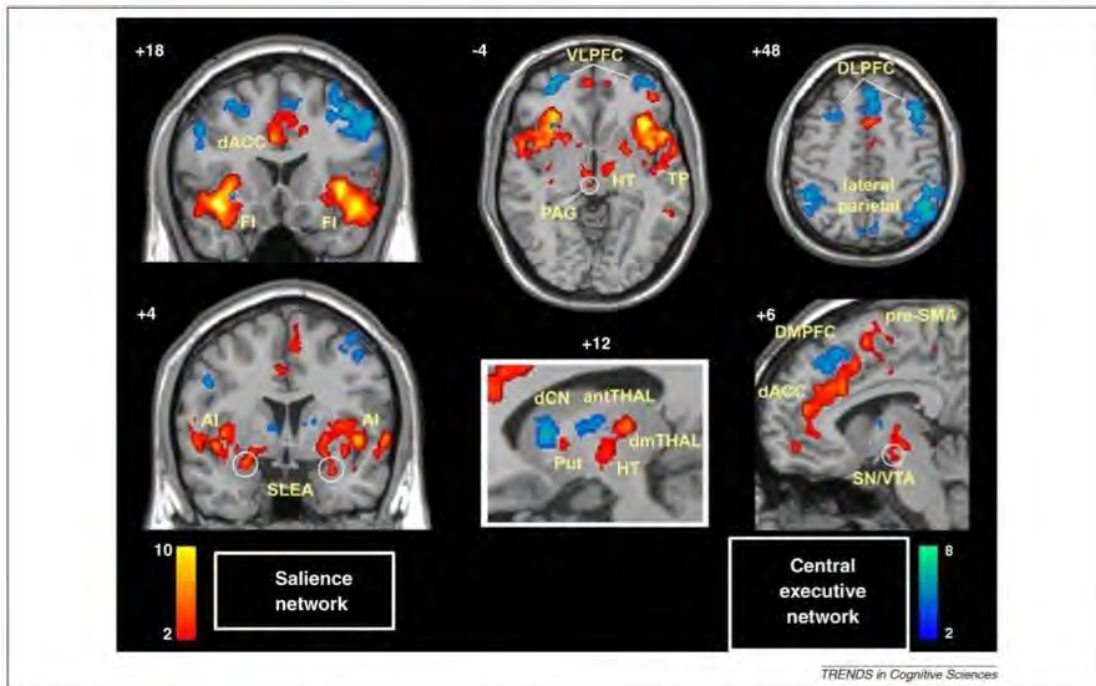 +18
-4
+48
VLPFC
DLPFC
dACC
HT
TP
lateral
parietal
PAG
FI
FI
+4
+12
+6
pre-SMA
DMPFC
dCN
antTHAL
dACC
AI
AI
dmTHAL
Put
HT
SN/VTA
SLEA
10
2
Salience
network
Central
executive
network
8
2
TRENDS in Cognitive Sciences